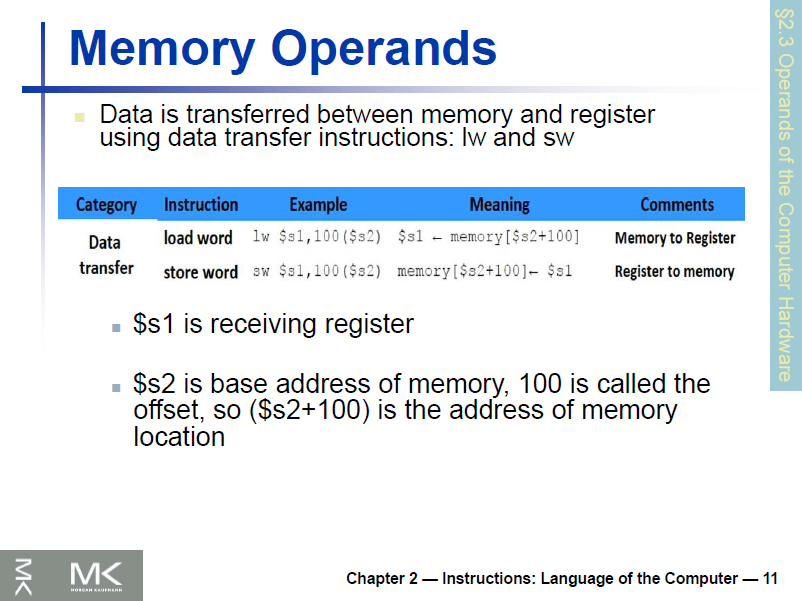 Memory Operands
§2.3 Operands of the Computer Hardware
Data is transferred between memory and register
using data transfer instructions: lw and sw
Category Instruction Example Meaning Comments
Data
transfer
load word lw $s1,100($s2) $s1 ← memory[$s2+100] Memory to Register
store word sw $s1,100($s2) memory[$s2+100]← $s1 Register to memory
$s1 is receiving register
$s2 is base address of memory, 100 is called the
offset, so ($s2+100) is the address of memory
location
MK
MK
MORGAN KAUFMANN
Chapter 2 — Instructions: Language of the Computer — 11